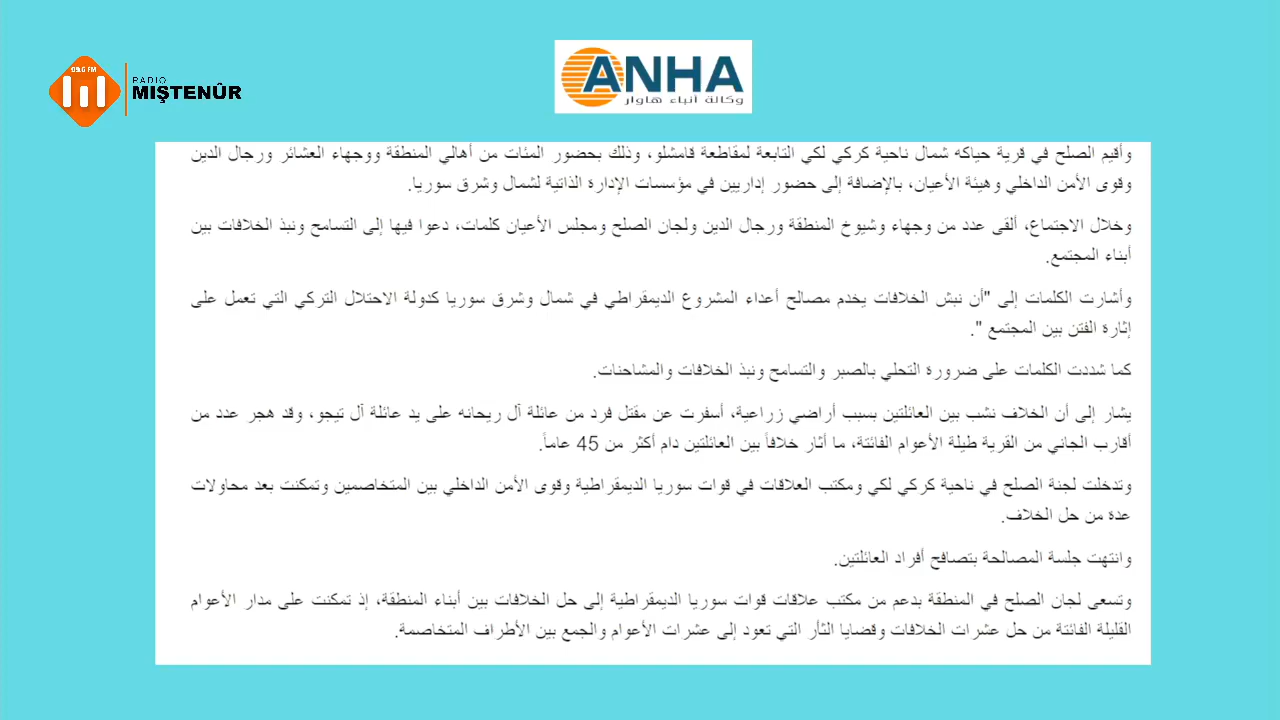 99.6 FM
RADIO
MIŞTENÛR
ANHA
وكالة أنباء هاوار
وأقيم الصلح في قرية حياكه شمال ناحية كركي لكي التابعة لمقاطعة قامشلو، وذلك بحضور المئات من أهالي المنطقة ووجهاء العشائر ورجال الدين
وقوى الأمن الداخلي وهيئة الأعيان، بالإضافة إلى حضور إداريين في مؤسسات الإدارة الذاتية لشمال وشرق سوريا.
وخلال الاجتماع، ألقى عدد من وجهاء وشيوخ المنطقة ورجال الدين ولجان الصلح ومجلس الأعيان كلمات، دعوا فيها إلى التسامح ونبذ الخلافات بين
أبناء المجتمع.
وأشارت الكلمات إلى "أن نبش الخلافات يخدم مصالح أعداء المشروع الديمقراطي في شمال وشرق سوريا كدولة الاحتلال التركي التي تعمل على
إثارة الفتن بين المجتمع ".
كما شددت الكلمات على ضرورة التحلي بالصبر والتسامح ونبذ الخلافات والمشاحنات.
يشار إلى أن الخلاف نشب بين العائلتين بسبب أراضي زراعية، أسفرت عن مقتل فرد من عائلة آل ريحانه على يد عائلة آل تيجو، وقد هجر عدد من
أقارب الجاني من القرية طيلة الأعوام الفائتة، ما أثار خلافاً بين العائلتين دام أكثر من 45 عاماً.
وتدخلت لجنة الصلح في ناحية كركي لكي ومكتب العلاقات في قوات سوريا الديمقراطية وقوى الأمن الداخلي بين المتخاصمين وتمكنت بعد محاولات
عدة من حل الخلاف.
وانتهت جلسة المصالحة بتصافح أفراد العائلتين.
وتسعى لجان الصلح في المنطقة بدعم من مكتب علاقات قوات سوريا الديمقراطية إلى حل الخلافات بين أبناء المنطقة، إذ تمكنت على مدار الأعوام
القليلة الفائتة من حل عشرات الخلافات وقضايا الثأر التي تعود إلى عشرات الأعوام والجمع بين الأطراف المتخاصمة.